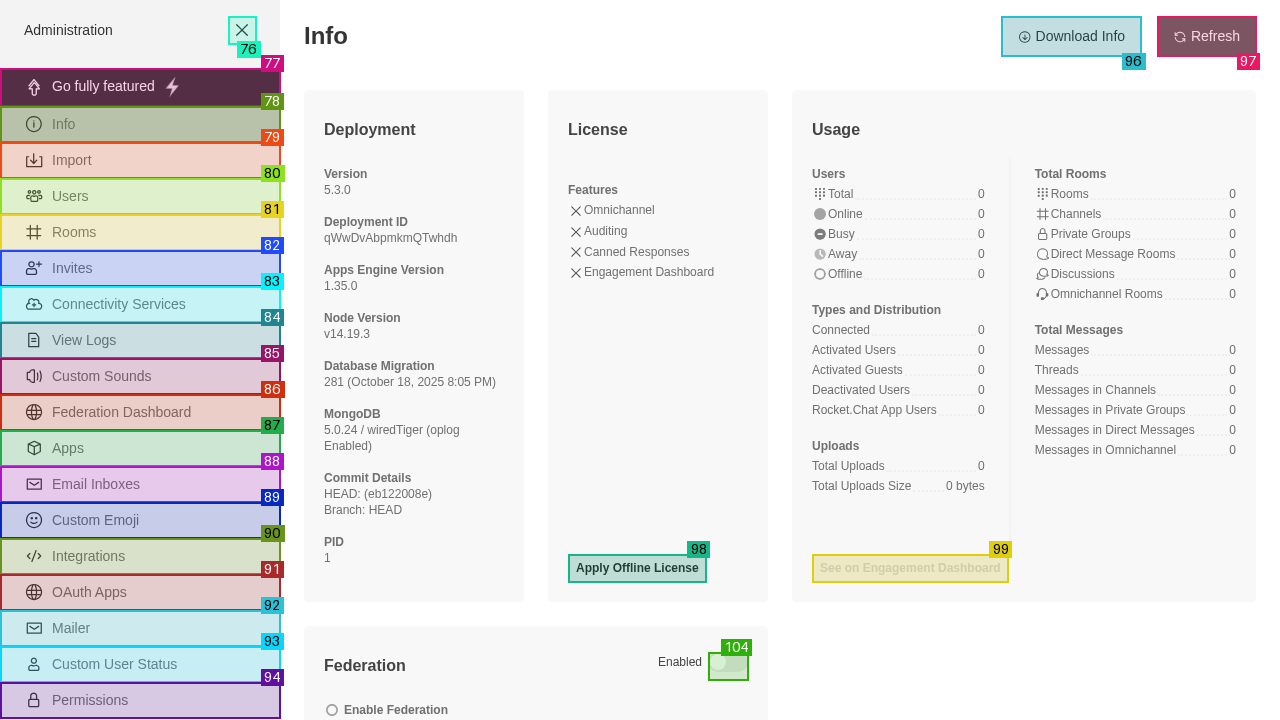 Administration
76
77
Go fully featured
78
Info
79
Import
80
Users
81
Rooms
82
Invites
83
Connectivity Services
84
View Logs
85
Custom Sounds
86
Federation Dashboard
87
Apps
88
Email Inboxes
89
Custom Emoji
90
Integrations
91
OAuth Apps
92
Mailer
93
Custom User Status
94
Permissions
Info
Download Info
96
Refresh
97
Deployment
Version
5.3.0
Deployment ID
qWwDvAbpmkmQTwhdh
Apps Engine Version
1.35.0
Node Version
v14.19.3
Database Migration
281 (October 18, 2025 8:05 PM)
MongoDB
5.0.24 / wiredTiger (oplog
Enabled)
Commit Details
HEAD: (eb122008e)
Branch: HEAD
PID
1
License
Features
Omnichannel
Auditing
Canned Responses
Engagement Dashboard
98
Apply Offline License
Usage
Users
Total 0
Online 0
Busy 0
Away 0
Offline 0
Types and Distribution
Connected 0
Activated Users 0
Activated Guests 0
Deactivated Users 0
Rocket.Chat App Users 0
Uploads
Total Uploads 0
Total Uploads Size 0 bytes
Total Rooms
Rooms 0
Channels 0
Private Groups 0
Direct Message Rooms 0
Discussions 0
Omnichannel Rooms 0
Total Messages
Messages 0
Threads 0
Messages in Channels 0
Messages in Private Groups 0
Messages in Direct Messages 0
Messages in Omnichannel 0
99
See on Engagement Dashboard
Federation
Enabled
104
Enable Federation